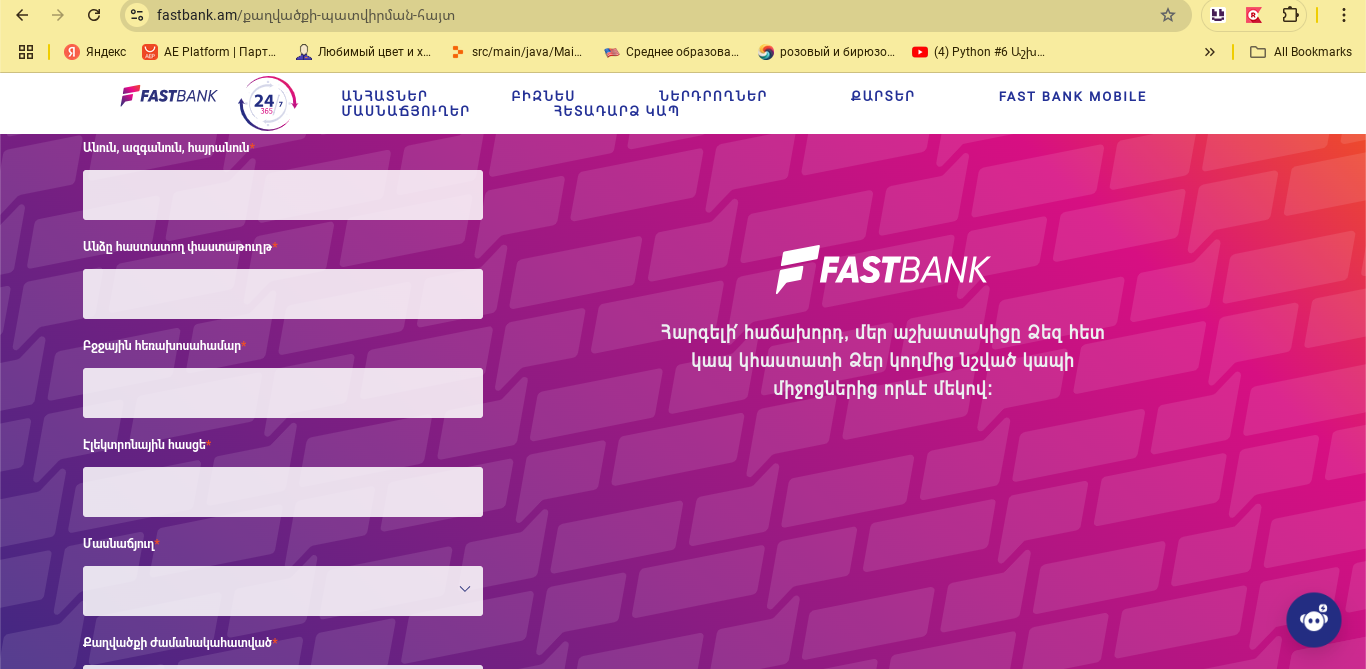 fastbank.am/քաղվածքի-պատվիրման-հայտ
Яндекс
AE Platform | Парт…
Любимый цвет и х…
src/main/java/Mai…
Среднее образова…
розовый и бирюзо…
(4) Python #6 Աշխ…
All Bookmarks
FASTBANK
24/7
365
ԱՆՀԱՏՆԵՐ ԲԻԶՆԵՍ ՆԵՐԴՐՈՂՆԵՐ ՔԱՐՏԵՐ FAST BANK MOBILE
ՄԱՍՆԱՃՅՈՒՂԵՐ ՀԵՏԱԴԱՐՁ ԿԱՊ
Անուն, ազգանուն, հայրանուն*
Անձը հաստատող փաստաթուղթ*
Բջջային հեռախոսահամար*
Էլեկտրոնային հասցե*
Մասնաճյուղ*
Քաղվածքի ժամանակահատված*
FASTBANK
Հարգելի՛ հաճախորդ, մեր աշխատակիցը Ձեզ հետ
կապ կհաստատի Ձեր կողմից նշված կապի
միջոցներից որևէ մեկով: